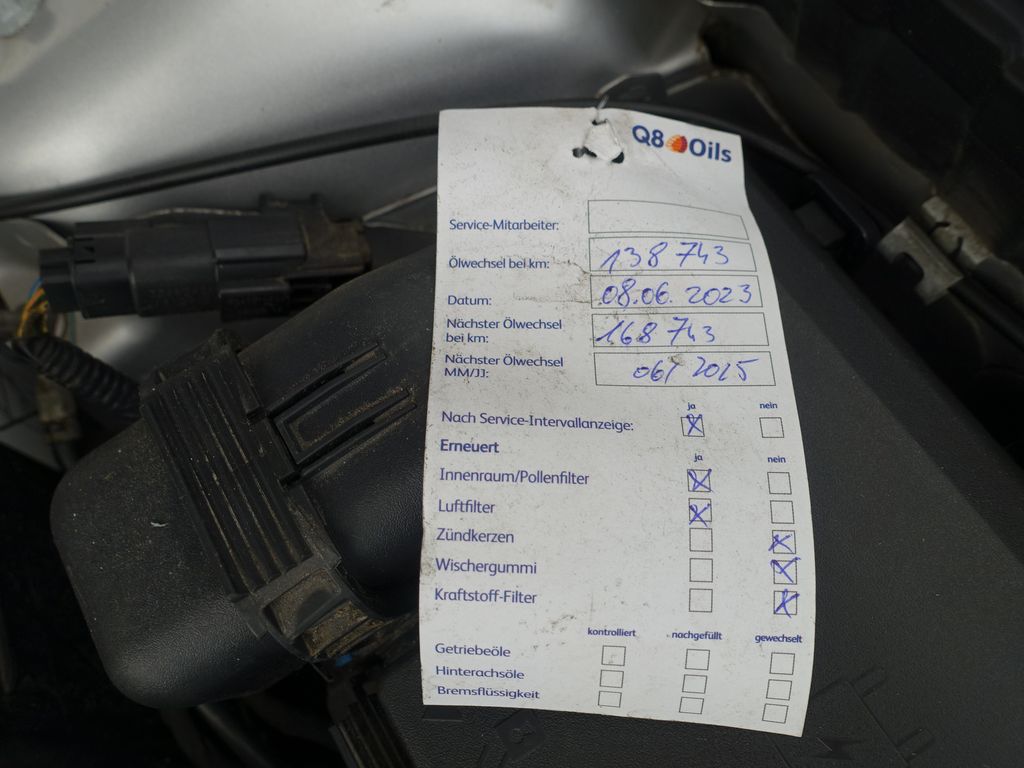 Q8 Oils
Service-Mitarbeiter:
Ölwechsel bei km: 138 743
Datum: 08.06.2023
Nächster Ölwechsel
bei km: 168 743
Nächster Ölwechsel
MM/JJ: 06/ 2025
ja nein
Nach Service-Intervallanzeige: X
Erneuert ja nein
Innenraum/Pollenfilter X
Luftfilter X
Zündkerzen X
Wischergummi X
Kraftstoff-Filter X
kontrolliert nachgefüllt gewechselt
Getriebeöle
Hinterachsöle
Bremsflüssigkeit